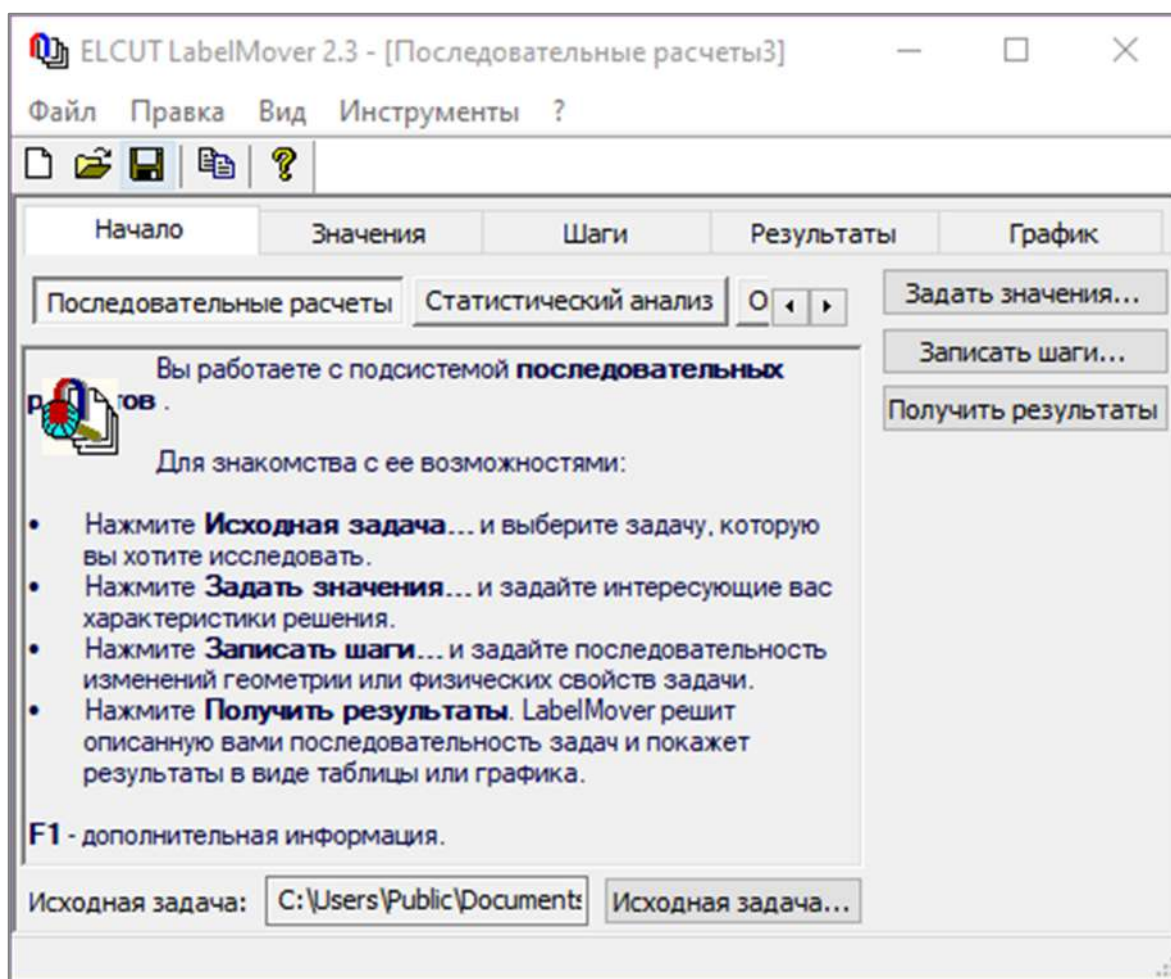 ELCUT LabelMover 2.3 - [Последовательные расчеты3]
Файл Правка Вид Инструменты ?
Начало Значения Шаги Результаты График
Последовательные расчеты Статистический анализ О
Задать значения...
Записать шаги...
Получить результаты
Вы работаете с подсистемой последовательных
р тов .
Для знакомства с ее возможностями:
• Нажмите Исходная задача... и выберите задачу, которую
вы хотите исследовать.
• Нажмите Задать значения... и задайте интересующие вас
характеристики решения.
• Нажмите Записать шаги... и задайте последовательность
изменений геометрии или физических свойств задачи.
• Нажмите Получить результаты. LabelMover решит
описанную вами последовательность задач и покажет
результаты в виде таблицы или графика.
F1 - дополнительная информация.
Исходная задача: C:\Users\Public\Documents Исходная задача...